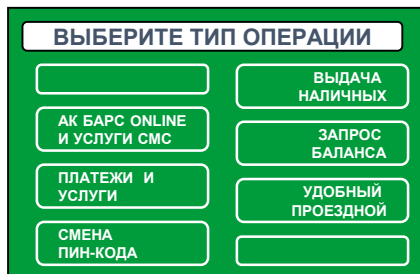 ВЫБЕРИТЕ ТИП ОПЕРАЦИИ
АК БАРС ONLINE
И УСЛУГИ СМС
ПЛАТЕЖИ И
УСЛУГИ
СМЕНА
ПИН-КОДА
ВЫДАЧА
НАЛИЧНЫХ
ЗАПРОС
БАЛАНСА
УДОБНЫЙ
ПРОЕЗДНОЙ